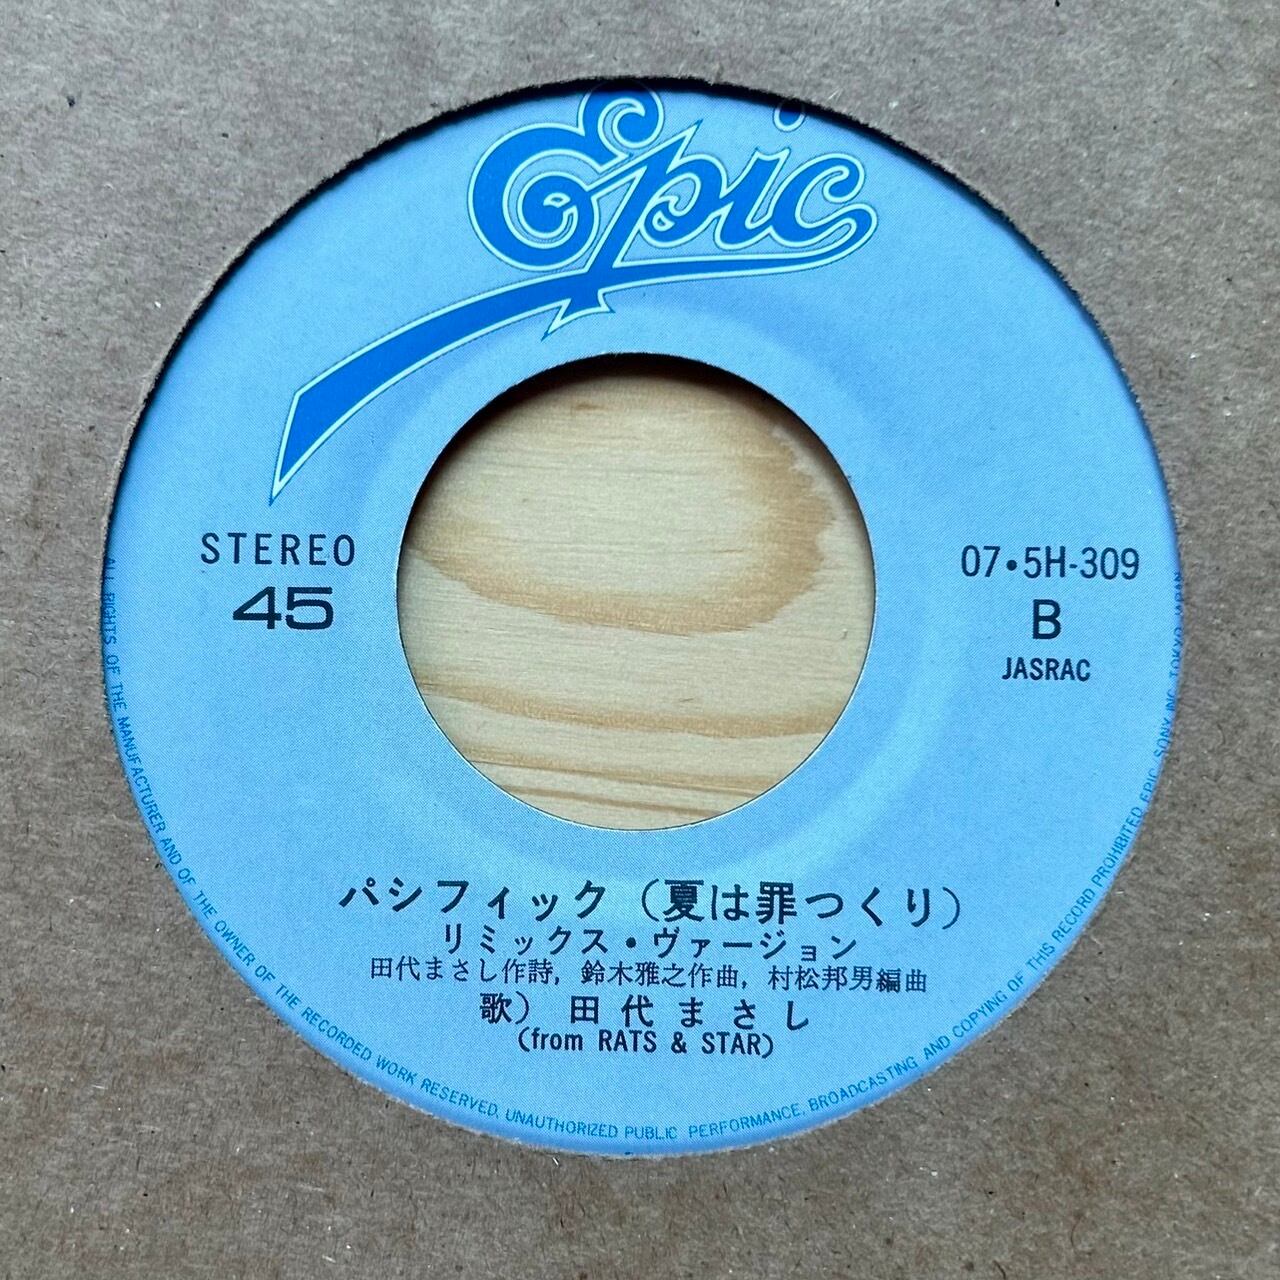 Epic
STEREO
45
07・5H-309
B
JASRAC
パシフィック（夏は罪つくり）
リミックス・ヴァージョン
田代まさし作詩, 鈴木雅之作曲, 村松邦男編曲
歌） 田代まさし
(from RATS & STAR)
ALL RIGHTS OF THE MANUFACTURER AND OF THE OWNER OF THE RECORDED WORK RESERVED. UNAUTHORIZED PUBLIC PERFORMANCE, BROADCASTING AND COPYING OF THIS RECORD PROHIBITED EPIC SONY INC. TOKYO JAPAN